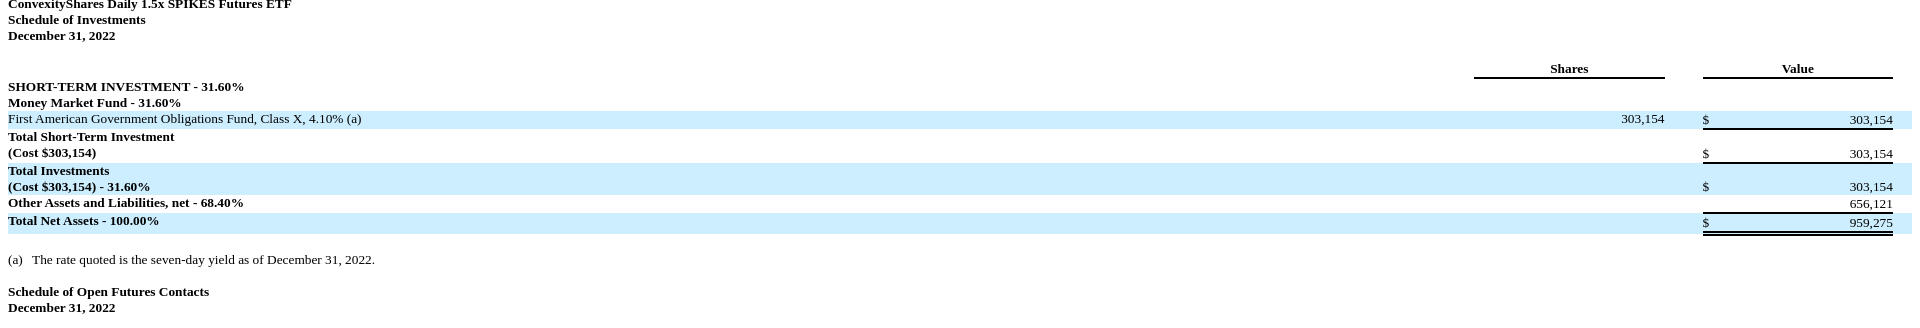 ConvexityShares Daily 1.5x SPIKES Futures ETF
Schedule of Investments
December 31, 2022
Shares Value
SHORT-TERM INVESTMENT - 31.60%
Money Market Fund - 31.60%
First American Government Obligations Fund, Class X, 4.10% (a) 303,154 $ 303,154
Total Short-Term Investment
(Cost $303,154) $ 303,154
Total Investments
(Cost $303,154) - 31.60% $ 303,154
Other Assets and Liabilities, net - 68.40% 656,121
Total Net Assets - 100.00% $ 959,275
(a) The rate quoted is the seven-day yield as of December 31, 2022.
Schedule of Open Futures Contacts
December 31, 2022